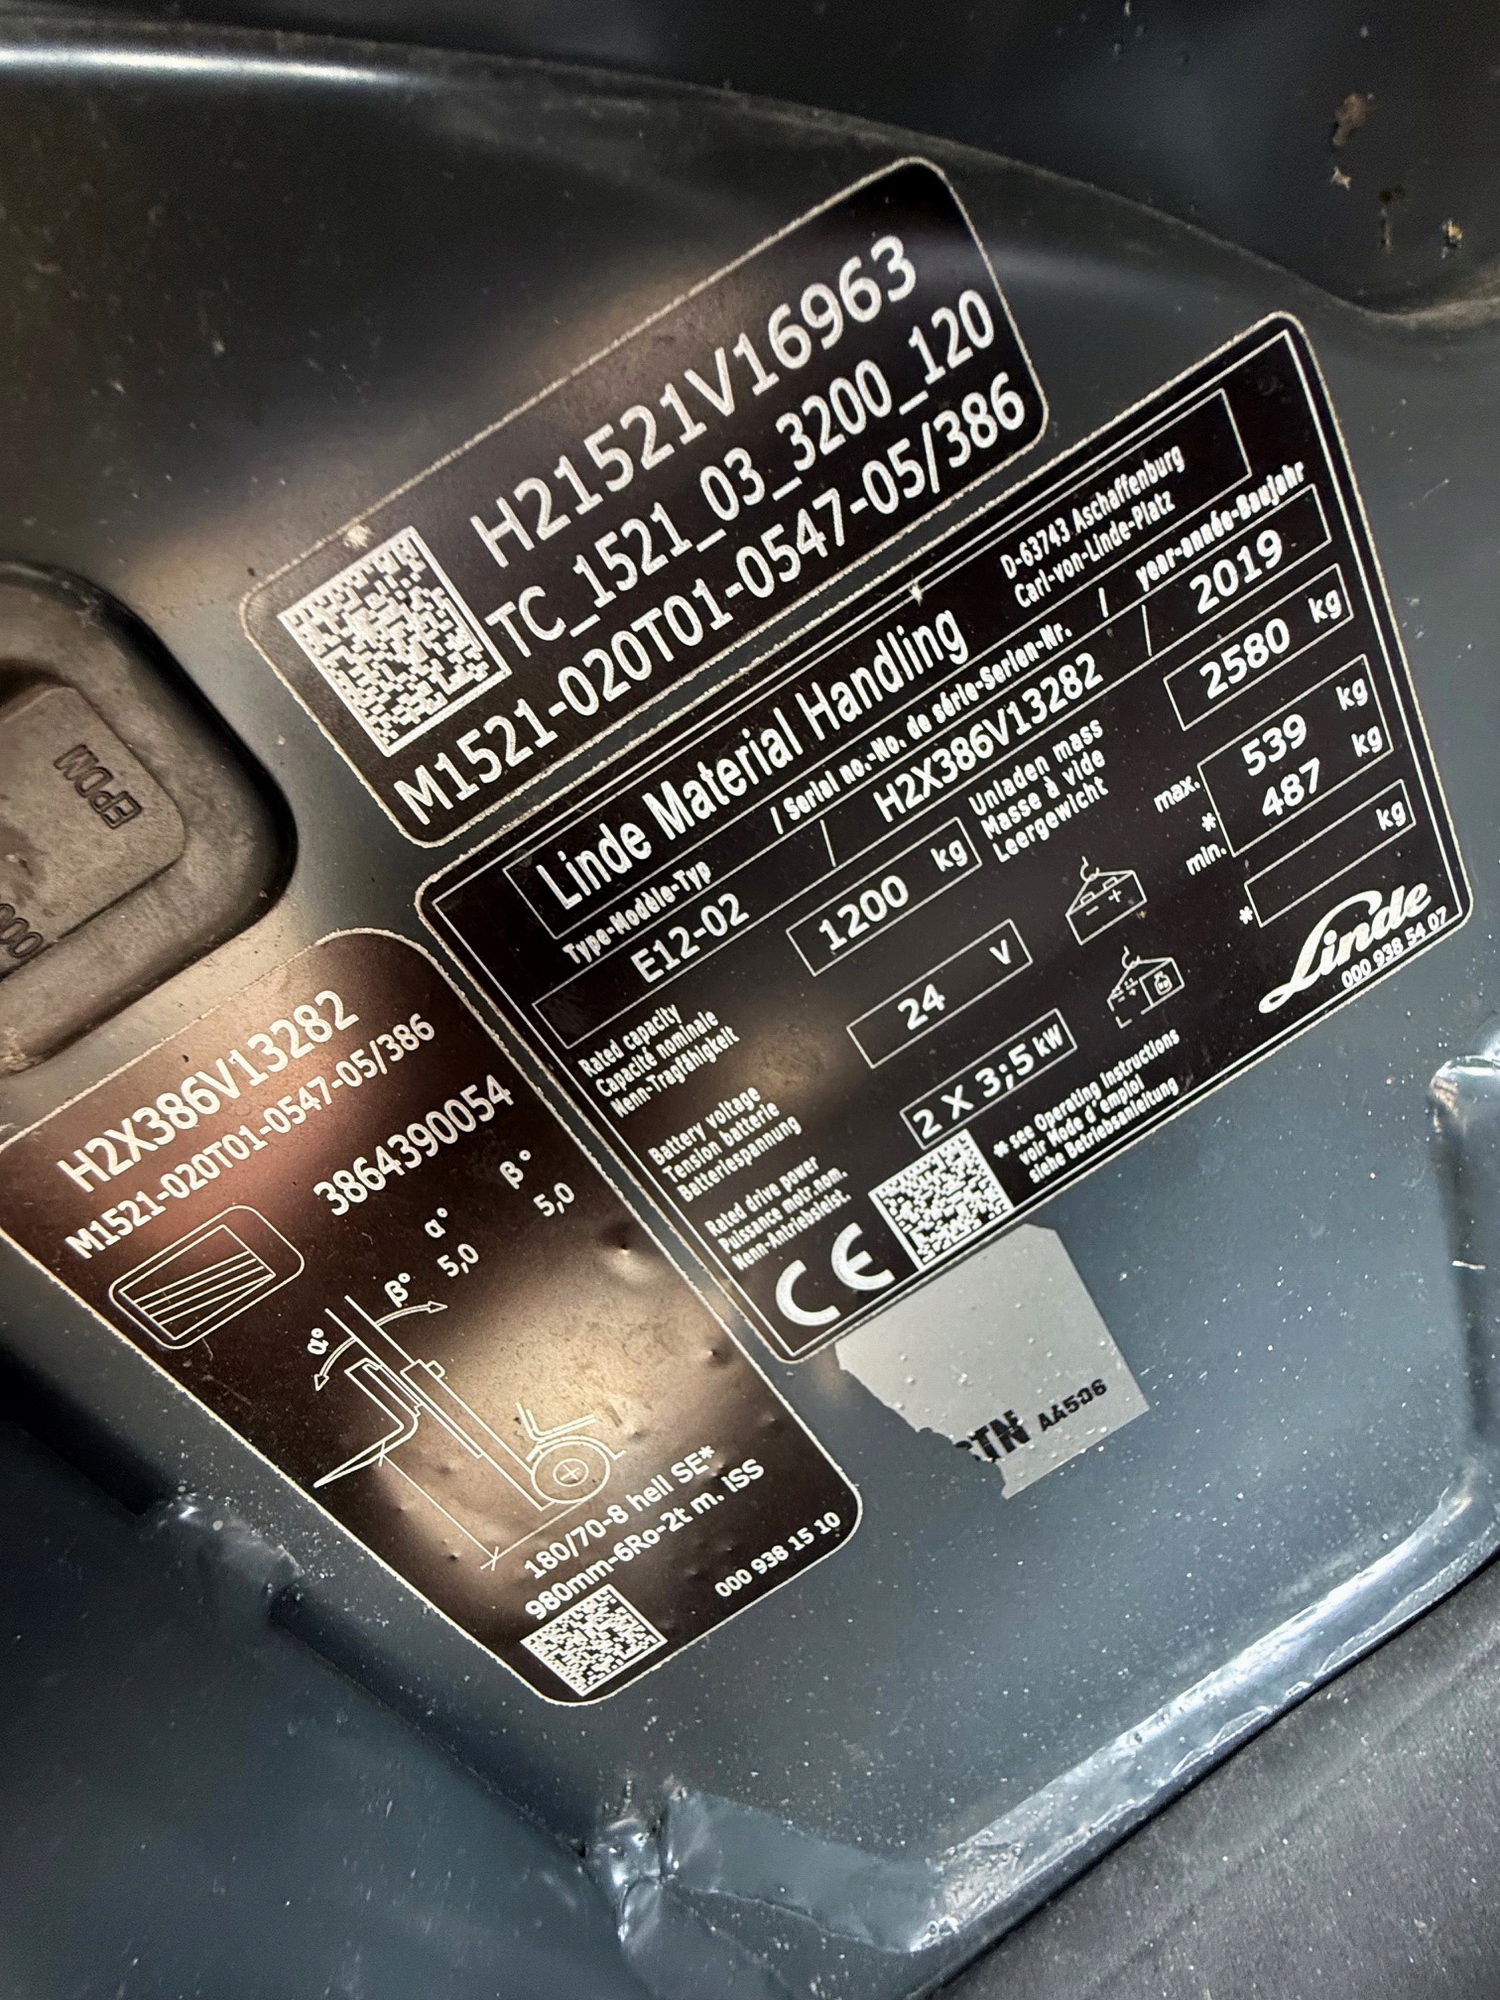 H21521V16963
TC_1521_03_3200_120
M1521-020T01-0547-05/386
Linde Material Handling
D-63743 Aschaffenburg
Carl-von-Linde-Platz
Type-Modèle-Typ / Serial no.-No. de série-Serien-Nr. / year-année-Baujahr
E12-02 / H2X386V13282 / 2019
Rated capacity
Capacité nominale
Nenn-Tragfähigkeit
1200 kg
Unladen mass
Masse à vide
Leergewicht
2580 kg
Battery voltage
Tension batterie
Batteriespannung
24 V
max. 539 kg
*
min. 487 kg
Rated drive power
Puissance motr.nom.
Nenn-Antriebsleist.
2 X 3;5 kW
* kg
CE
* see Operating Instructions
voir Mode d'emploi
siehe Betriebsanleitung
Linde
000 938 54 07
H2X386V13282
M1521-020T01-0547-05/386
3864390054
α° β°
5,0 5,0
α° β°
180/70-8 hell SE*
980mm-6Ro-2t m. ISS
000 938 15 10
EPDM
TN A4506